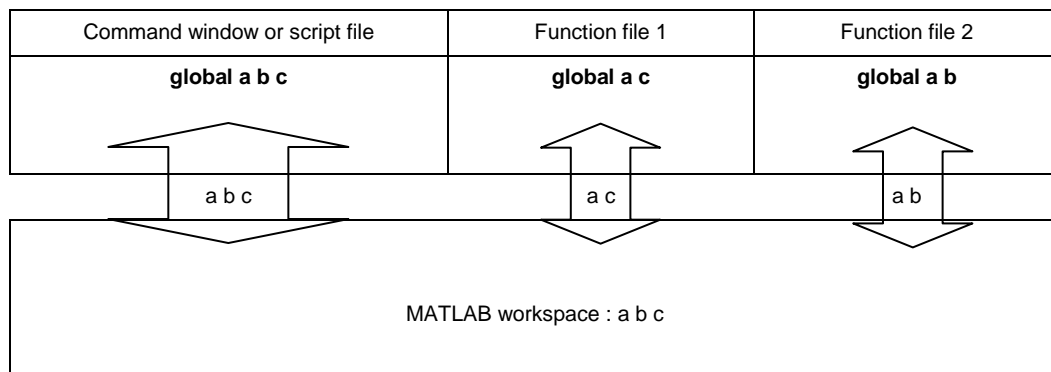 Command window or script file
Function file 1
Function file 2
global a b c
global a c
global a b
a b c
a c
a b
MATLAB workspace : a b c